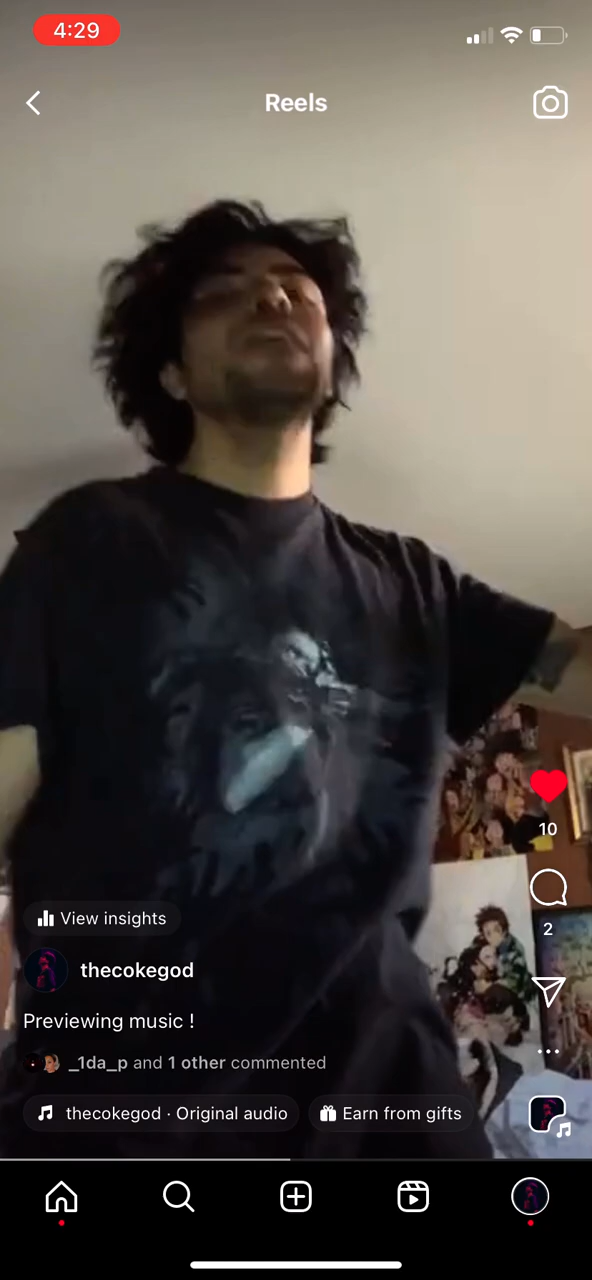 4:29
Reels
10
2
View insights
thecokegod
Previewing music !
_1da_p and 1 other commented
thecokegod · Original audio
Earn from gifts